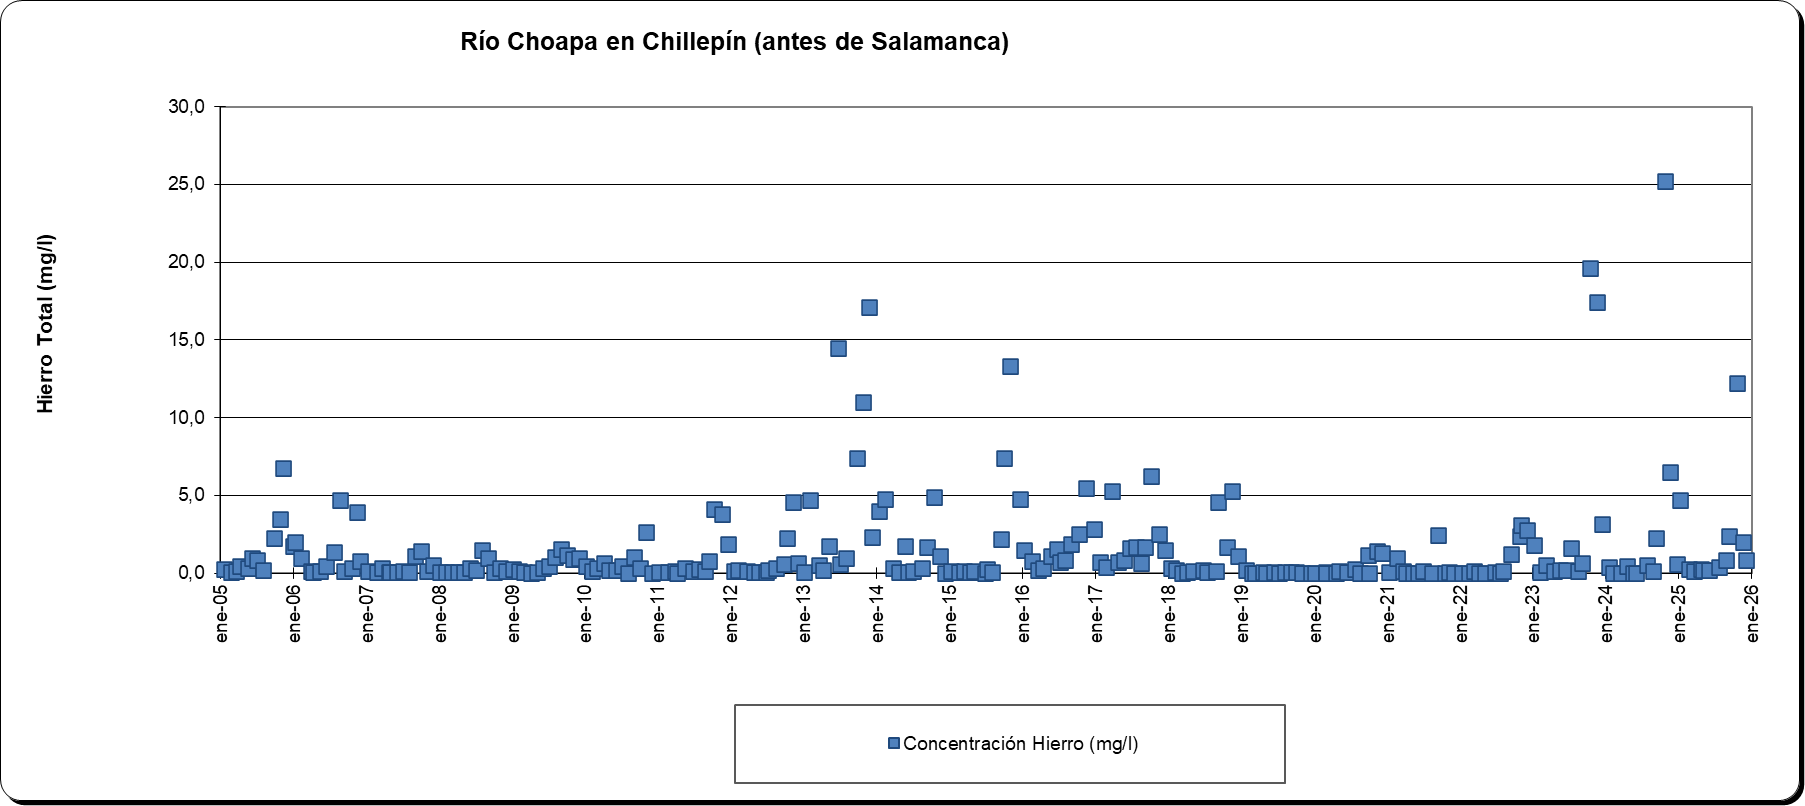 Río Choapa en Chillepín (antes de Salamanca)
Hierro Total (mg/l)
30,0
25,0
20,0
15,0
10,0
5,0
0,0
ene-05
ene-06
ene-07
ene-08
ene-09
ene-10
ene-11
ene-12
ene-13
ene-14
ene-15
ene-16
ene-17
ene-18
ene-19
ene-20
ene-21
ene-22
ene-23
ene-24
ene-25
ene-26
Concentración Hierro (mg/l)